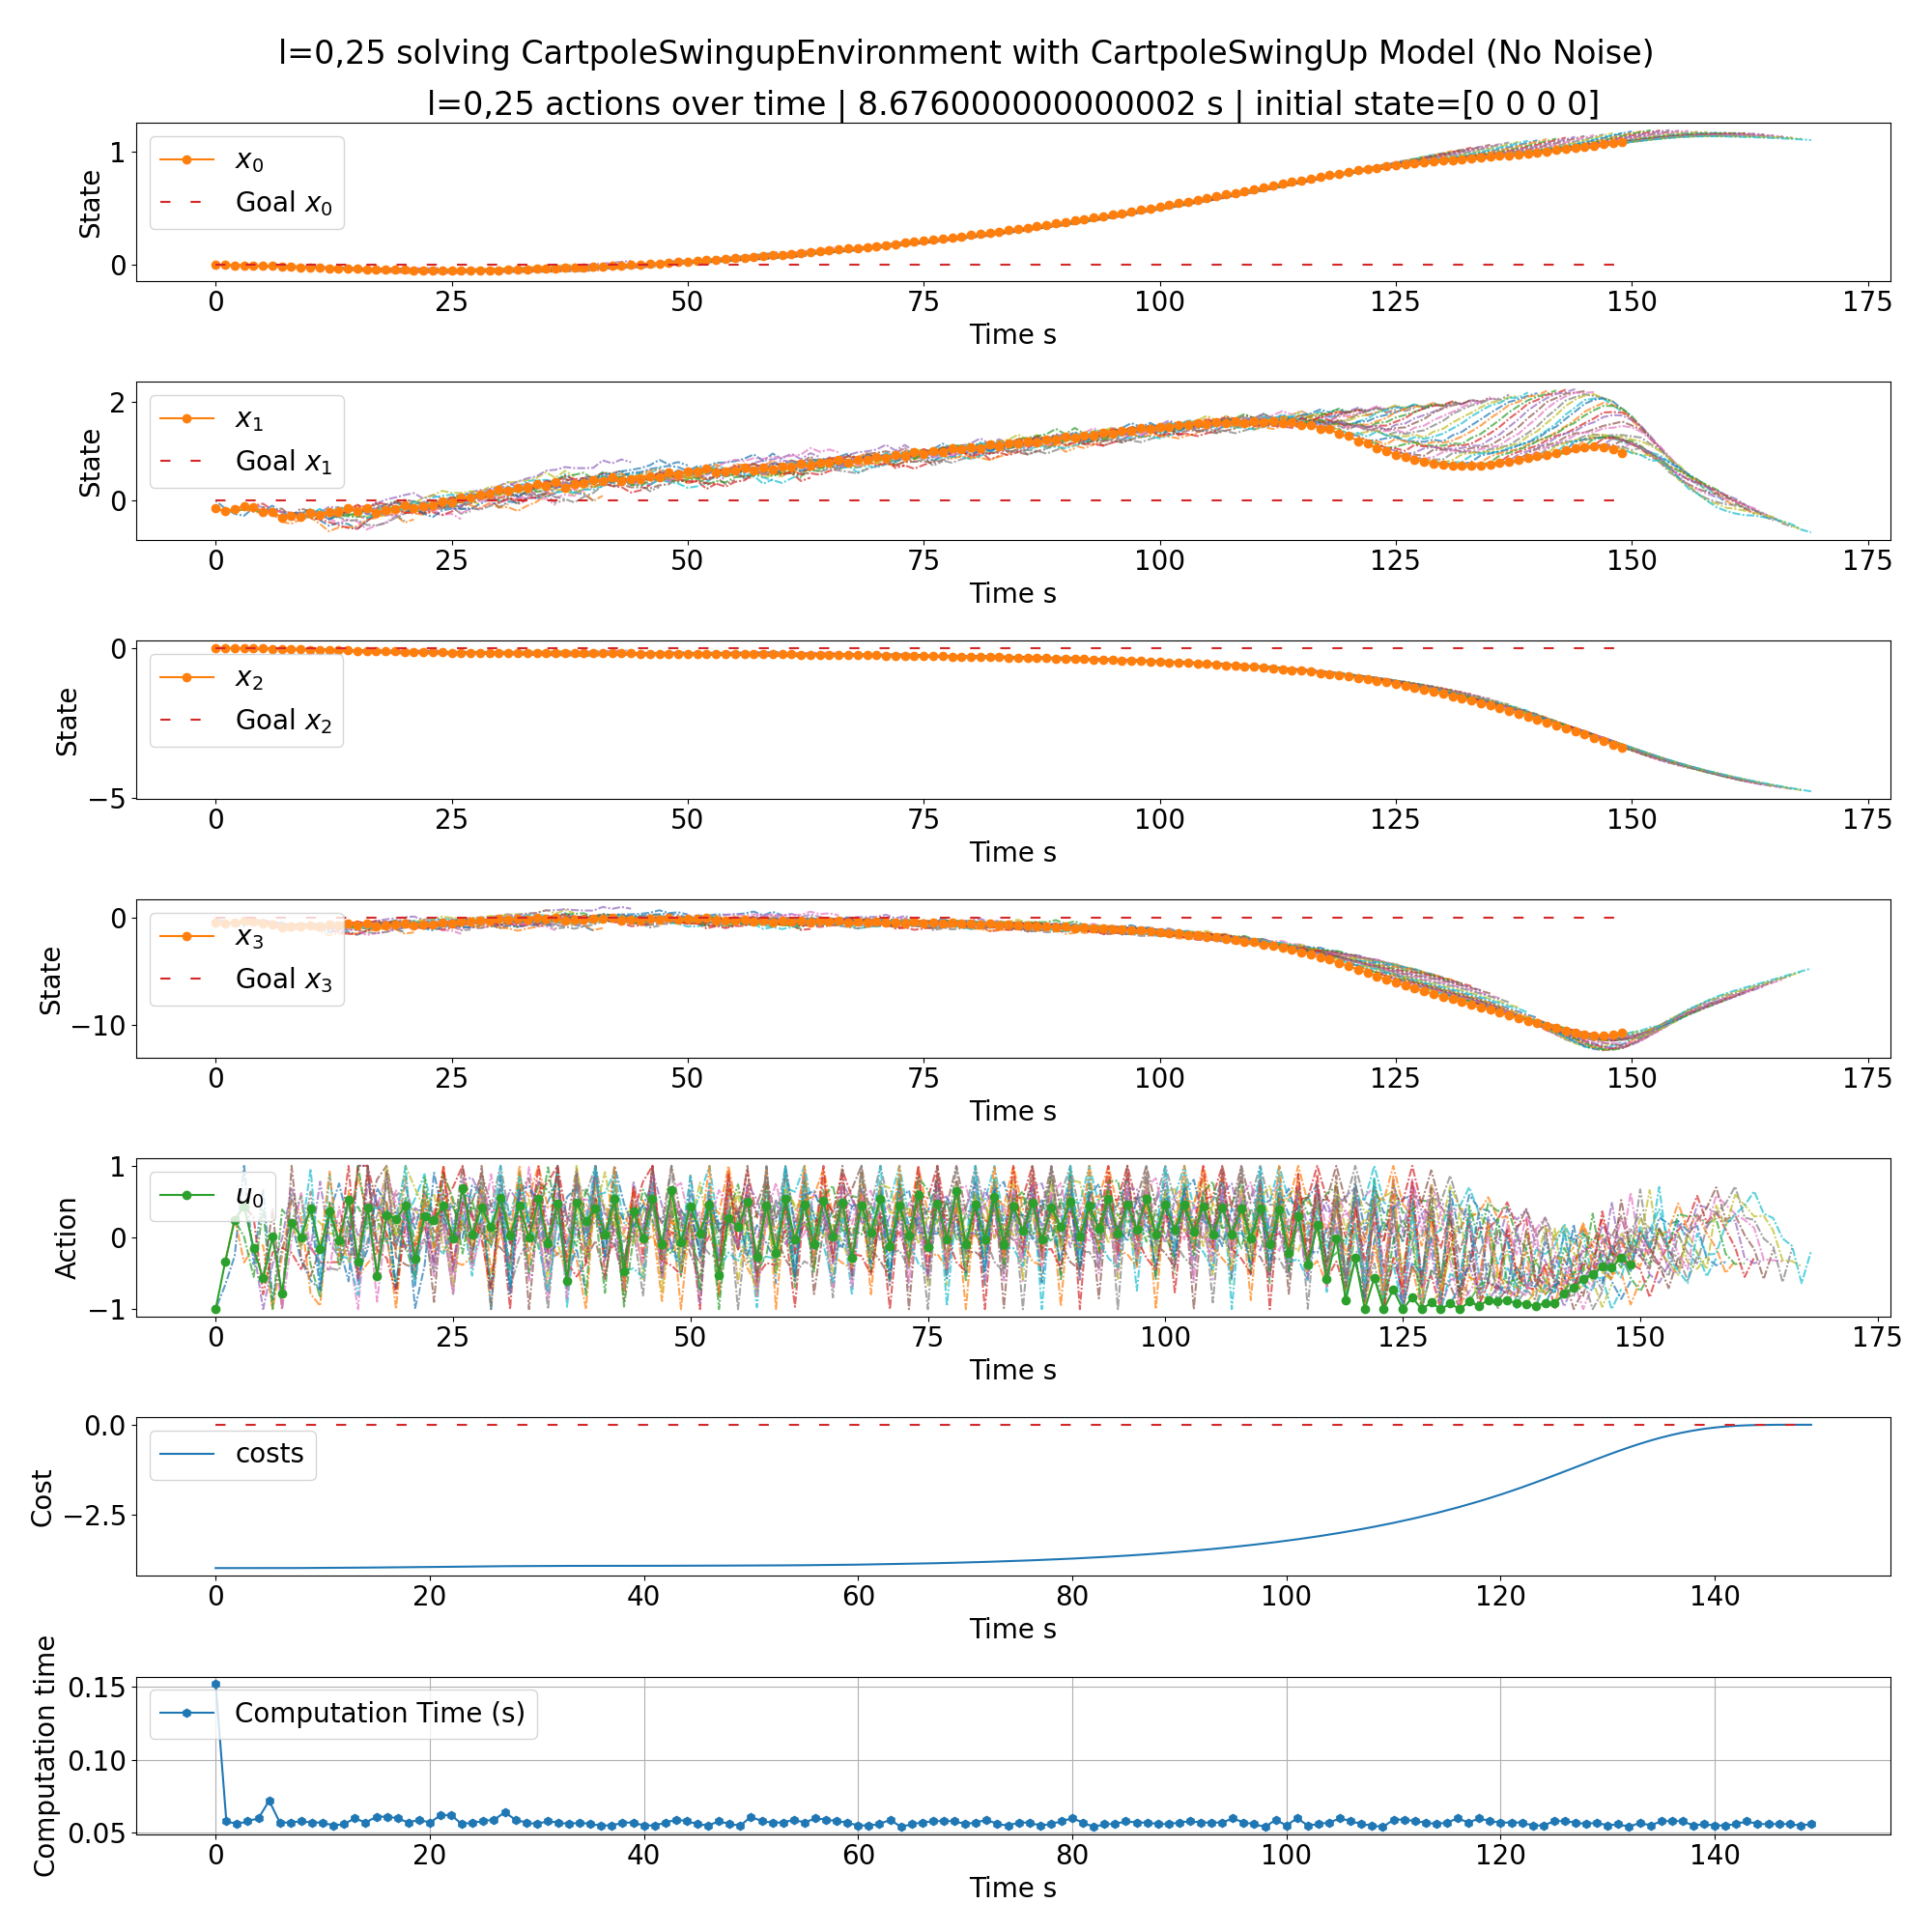 l=0,25 solving CartpoleSwingupEnvironment with CartpoleSwingUp Model (No Noise)
l=0,25 actions over time | 8.676000000000002 s | initial state=[0 0 0 0]
State
1
0
x₀
Goal x₀
0 25 50 75 100 125 150 175
Time s
State
2
0
x₁
Goal x₁
0 25 50 75 100 125 150 175
Time s
State
0
−5
x₂
Goal x₂
0 25 50 75 100 125 150 175
Time s
State
0
−10
x₃
Goal x₃
0 25 50 75 100 125 150 175
Time s
Action
1
0
−1
u₀
0 25 50 75 100 125 150 175
Time s
Cost
0.0
−2.5
costs
0 20 40 60 80 100 120 140
Time s
Computation time
0.15
0.10
0.05
Computation Time (s)
0 20 40 60 80 100 120 140
Time s